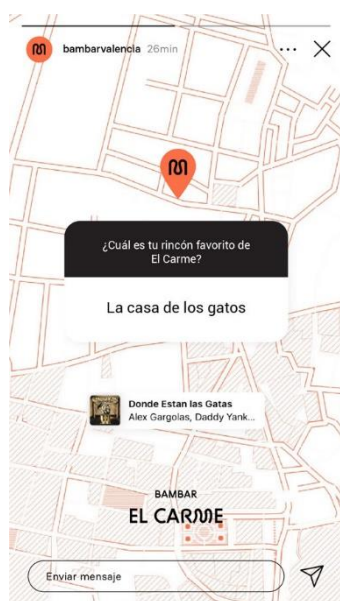 bambarvalencia 26min
¿Cuál es tu rincón favorito de
El Carme?
La casa de los gatos
Donde Estan las Gatas
Alex Gargolas, Daddy Yank...
BAMBAR
EL CARME
Enviar mensaje